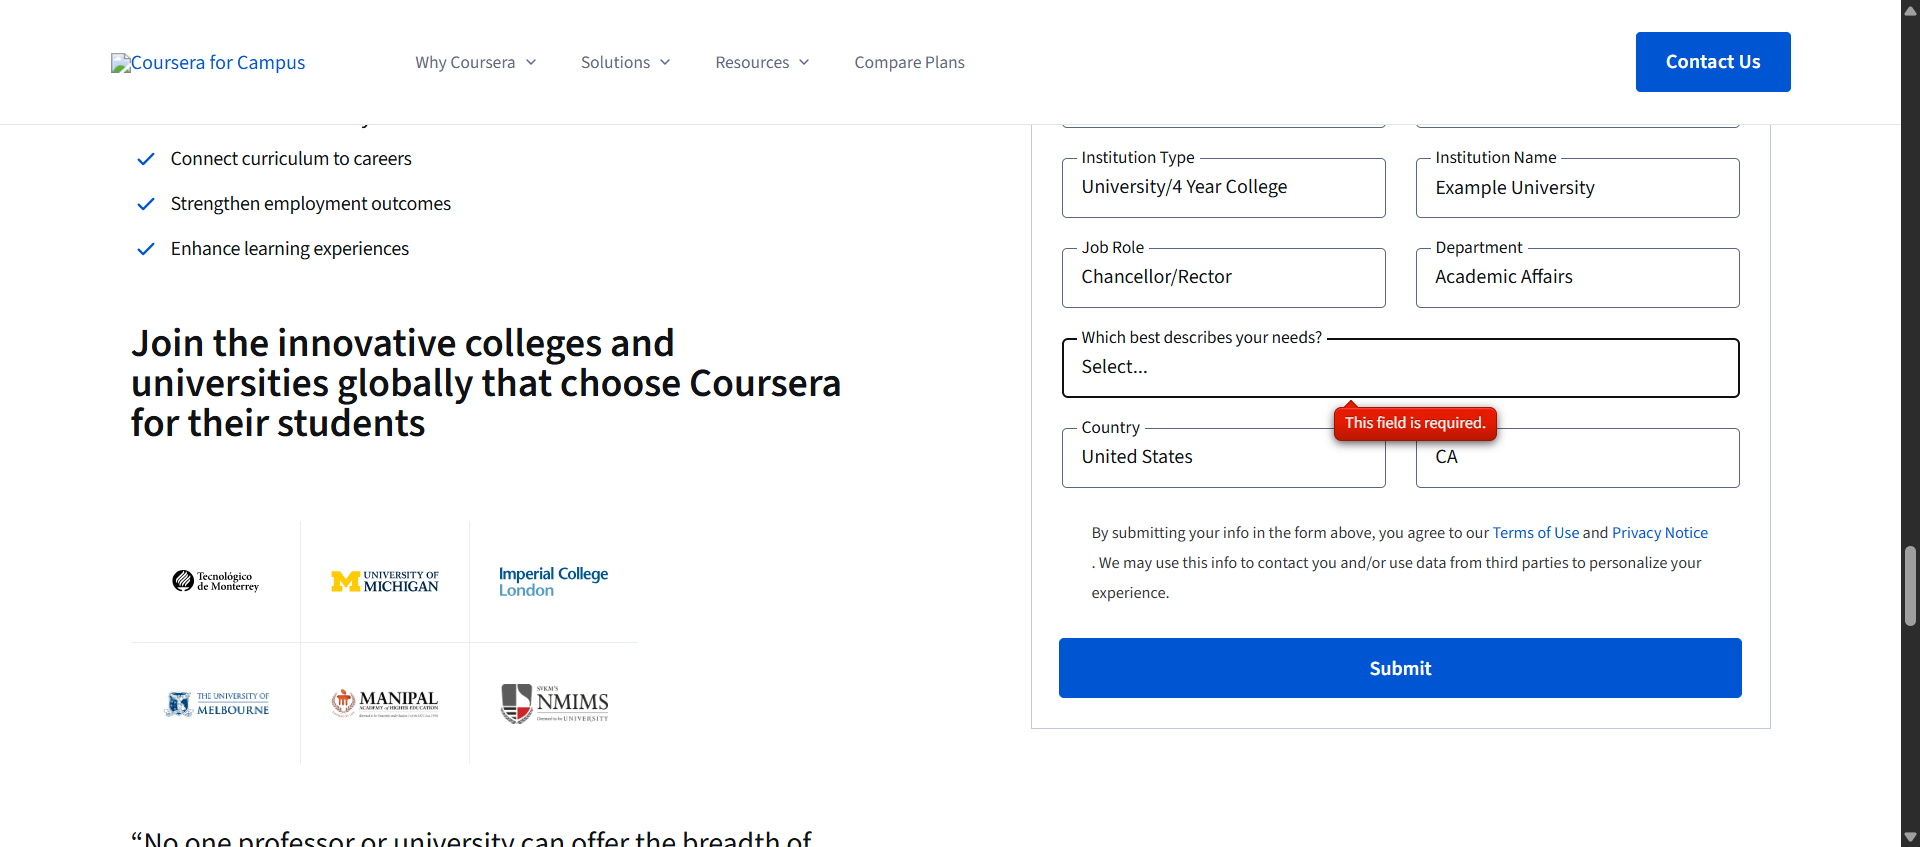 Coursera for Campus
Why Coursera
Solutions
Resources
Compare Plans
Contact Us
Connect curriculum to careers
Strengthen employment outcomes
Enhance learning experiences
Join the innovative colleges and
universities globally that choose Coursera
for their students
Tecnológico
de Monterrey
UNIVERSITY OF
MICHIGAN
Imperial College
London
THE UNIVERSITY OF
MELBOURNE
MANIPAL
ACADEMY of HIGHER EDUCATION
SVKM'S
NMIMS
Deemed to be UNIVERSITY
“No one professor or university can offer the breadth of
Institution Type
University/4 Year College
Institution Name
Example University
Job Role
Chancellor/Rector
Department
Academic Affairs
Which best describes your needs?
Select...
This field is required.
Country
United States
CA
By submitting your info in the form above, you agree to our Terms of Use and Privacy Notice
. We may use this info to contact you and/or use data from third parties to personalize your
experience.
Submit